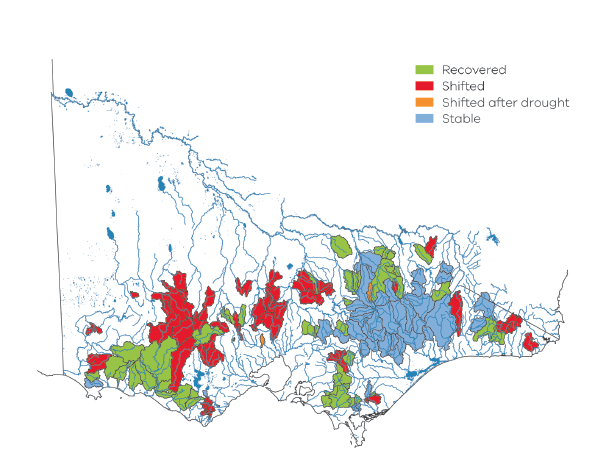 Recovered
Shifted
Shifted after drought
Stable